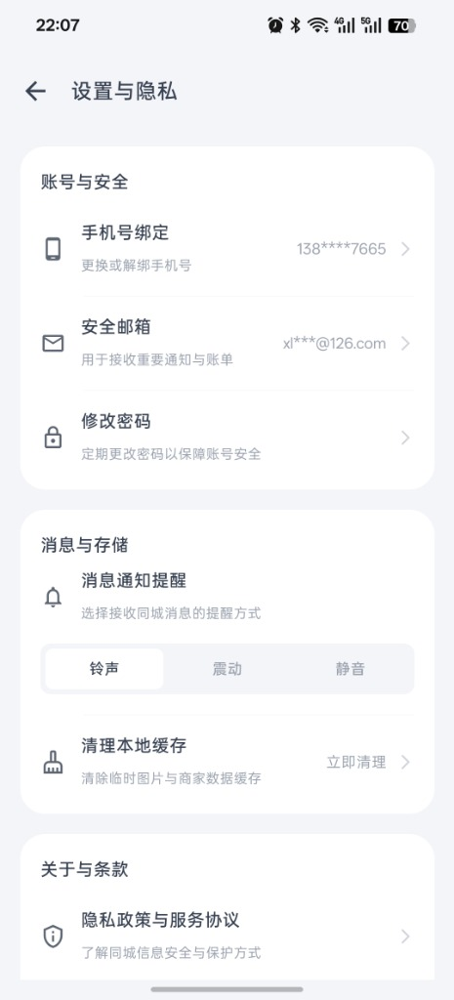 22:07
4G 5G 70
设置与隐私
账号与安全
手机号绑定
138****7665
更换或解绑手机号
安全邮箱
xl***@126.com
用于接收重要通知与账单
修改密码
定期更改密码以保障账号安全
消息与存储
消息通知提醒
选择接收同城消息的提醒方式
铃声 震动 静音
清理本地缓存
立即清理
清除临时图片与商家数据缓存
关于与条款
隐私政策与服务协议
了解同城信息安全与保护方式